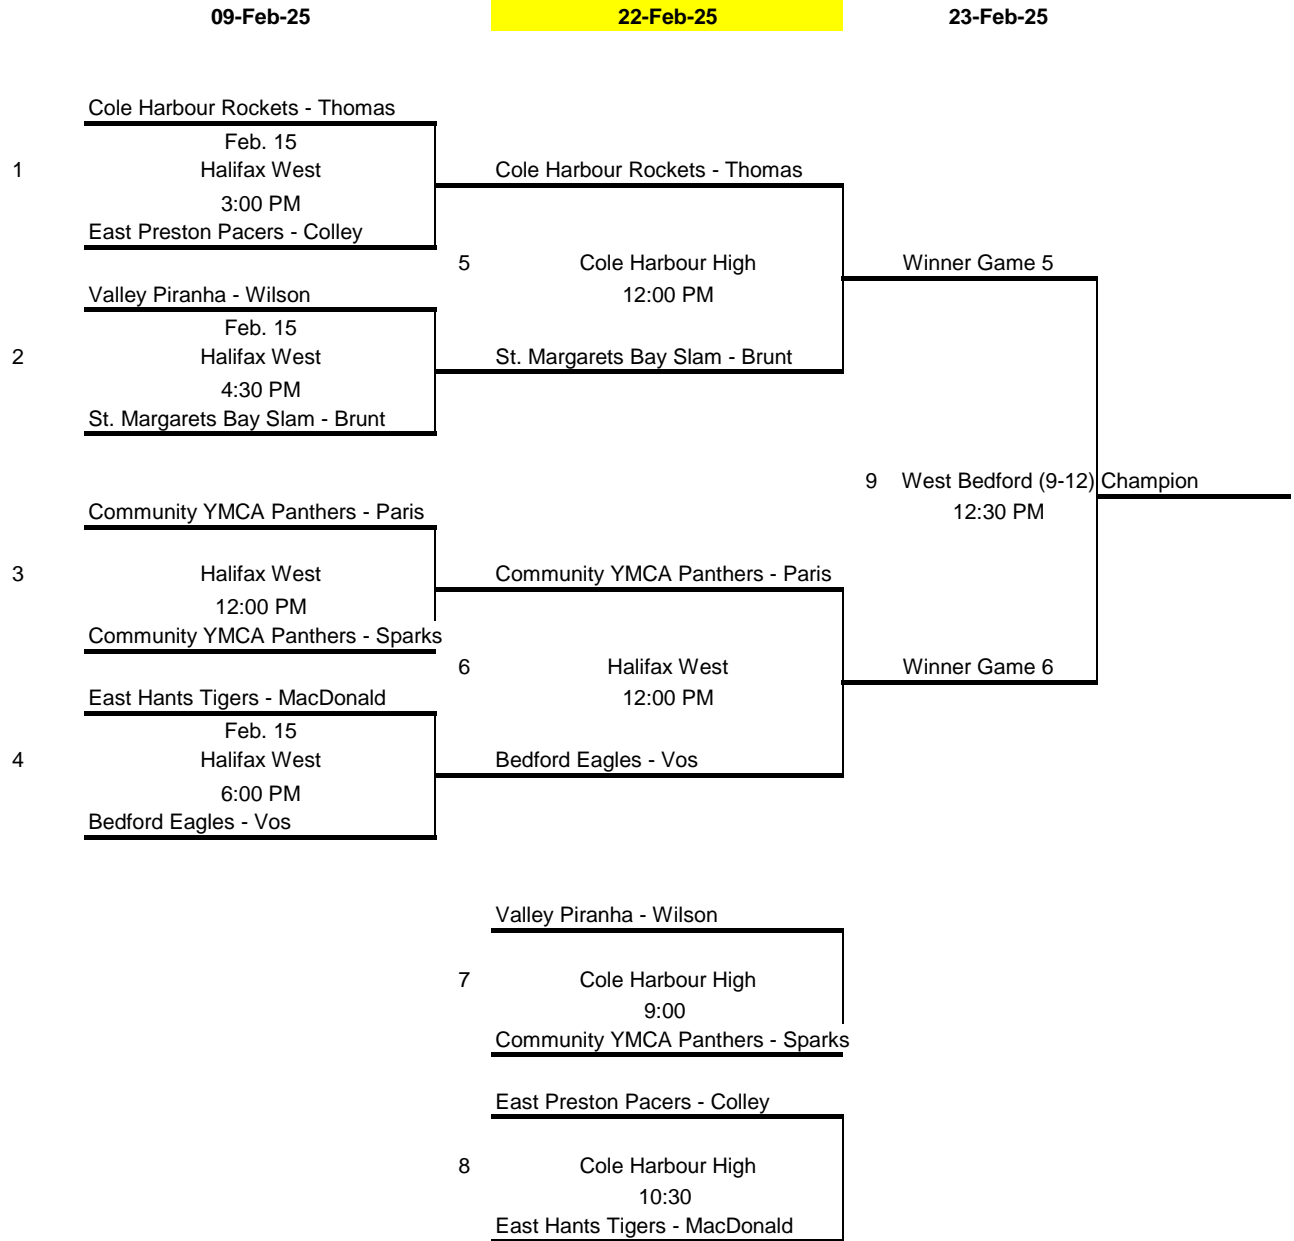 09-Feb-25 22-Feb-25 23-Feb-25
Cole Harbour Rockets - Thomas
Feb. 15
1 Halifax West Cole Harbour Rockets - Thomas
3:00 PM
East Preston Pacers - Colley
5 Cole Harbour High Winner Game 5
Valley Piranha - Wilson 12:00 PM
Feb. 15
2 Halifax West St. Margarets Bay Slam - Brunt
4:30 PM
St. Margarets Bay Slam - Brunt
9 West Bedford (9-12) Champion
Community YMCA Panthers - Paris 12:30 PM
3 Halifax West Community YMCA Panthers - Paris
12:00 PM
Community YMCA Panthers - Sparks
6 Halifax West Winner Game 6
East Hants Tigers - MacDonald 12:00 PM
Feb. 15
4 Halifax West Bedford Eagles - Vos
6:00 PM
Bedford Eagles - Vos
Valley Piranha - Wilson
7 Cole Harbour High
9:00
Community YMCA Panthers - Sparks
East Preston Pacers - Colley
8 Cole Harbour High
10:30
East Hants Tigers - MacDonald